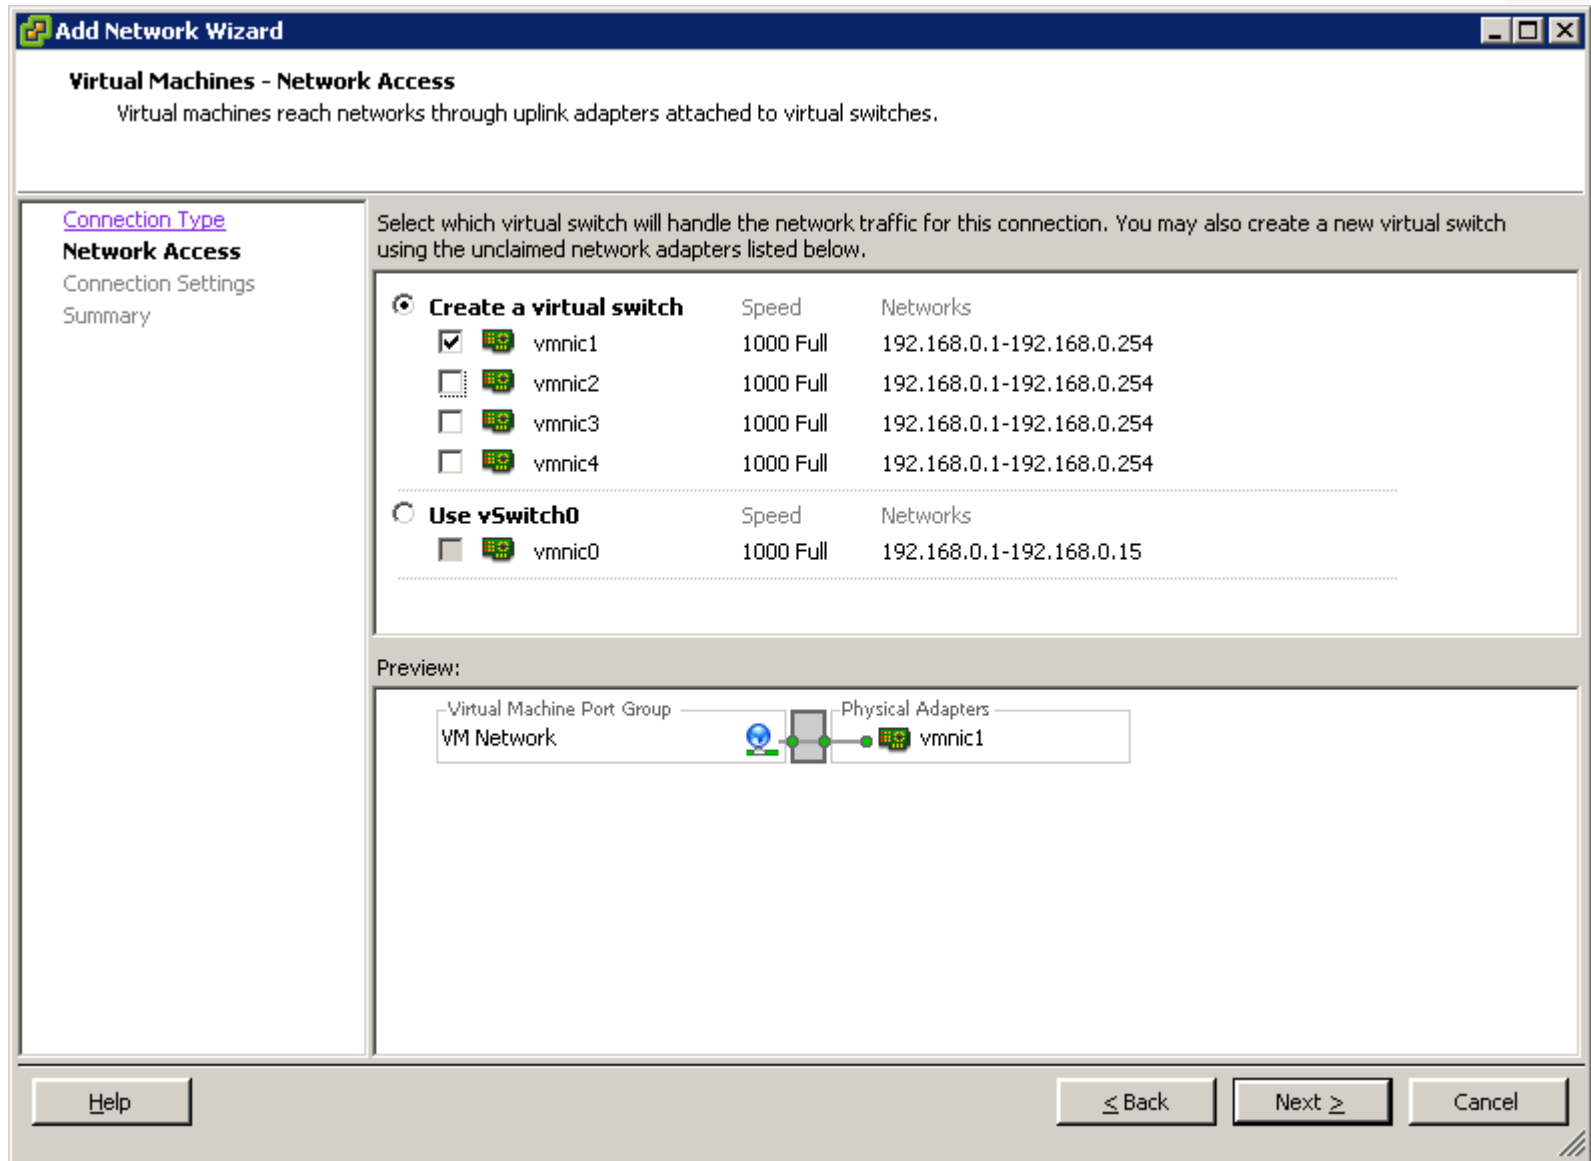 Add Network Wizard
Virtual Machines - Network Access
Virtual machines reach networks through uplink adapters attached to virtual switches.
Connection Type
Network Access
Connection Settings
Summary
Select which virtual switch will handle the network traffic for this connection. You may also create a new virtual switch
using the unclaimed network adapters listed below.
Create a virtual switch Speed Networks
vmnic1 1000 Full 192.168.0.1-192.168.0.254
vmnic2 1000 Full 192.168.0.1-192.168.0.254
vmnic3 1000 Full 192.168.0.1-192.168.0.254
vmnic4 1000 Full 192.168.0.1-192.168.0.254
Use vSwitch0 Speed Networks
vmnic0 1000 Full 192.168.0.1-192.168.0.15
Preview:
Virtual Machine Port Group Physical Adapters
VM Network vmnic1
Help ≤ Back Next ≥ Cancel